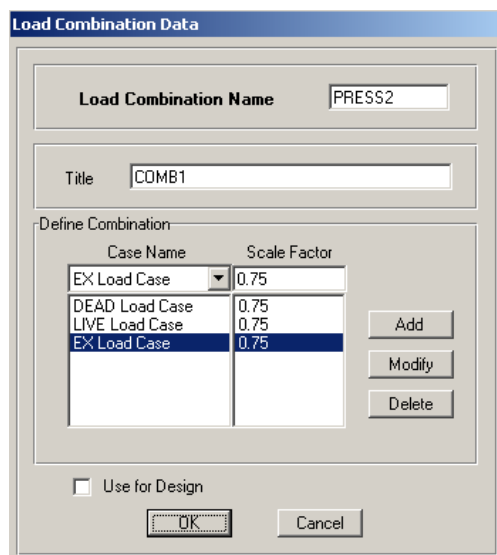 Load Combination Data
Load Combination Name PRESS2
Title COMB1
Define Combination
Case Name Scale Factor
EX Load Case 0.75
DEAD Load Case 0.75
LIVE Load Case 0.75
EX Load Case 0.75
Add
Modify
Delete
Use for Design
OK Cancel